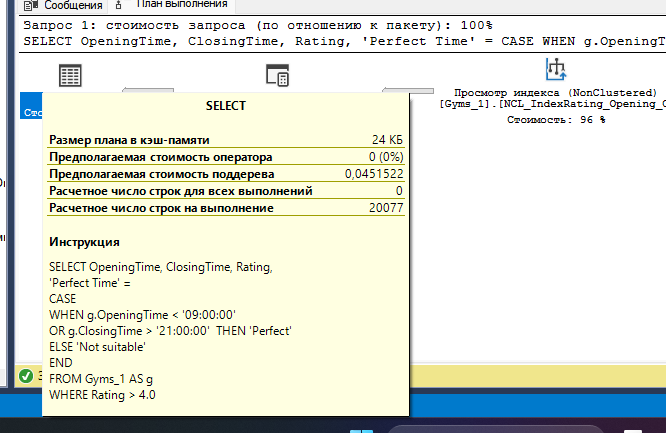 Сообщения
План выполнения
Запрос 1: стоимость запроса (по отношению к пакету): 100%
SELECT OpeningTime, ClosingTime, Rating, 'Perfect Time' = CASE WHEN g.OpeningT
Просмотр индекса (NonClustered)
[Gyms_1].[NCL_IndexRating_Opening_C
Стоимость: 96 %
SELECT
Размер плана в кэш-памяти 24 КБ
Предполагаемая стоимость оператора 0 (0%)
Предполагаемая стоимость поддерева 0,0451522
Расчетное число строк для всех выполнений 0
Расчетное число строк на выполнение 20077
Инструкция
SELECT OpeningTime, ClosingTime, Rating,
'Perfect Time' =
CASE
WHEN g.OpeningTime < '09:00:00'
OR g.ClosingTime > '21:00:00'  THEN 'Perfect'
ELSE 'Not suitable'
END
FROM Gyms_1 AS g
WHERE Rating > 4.0